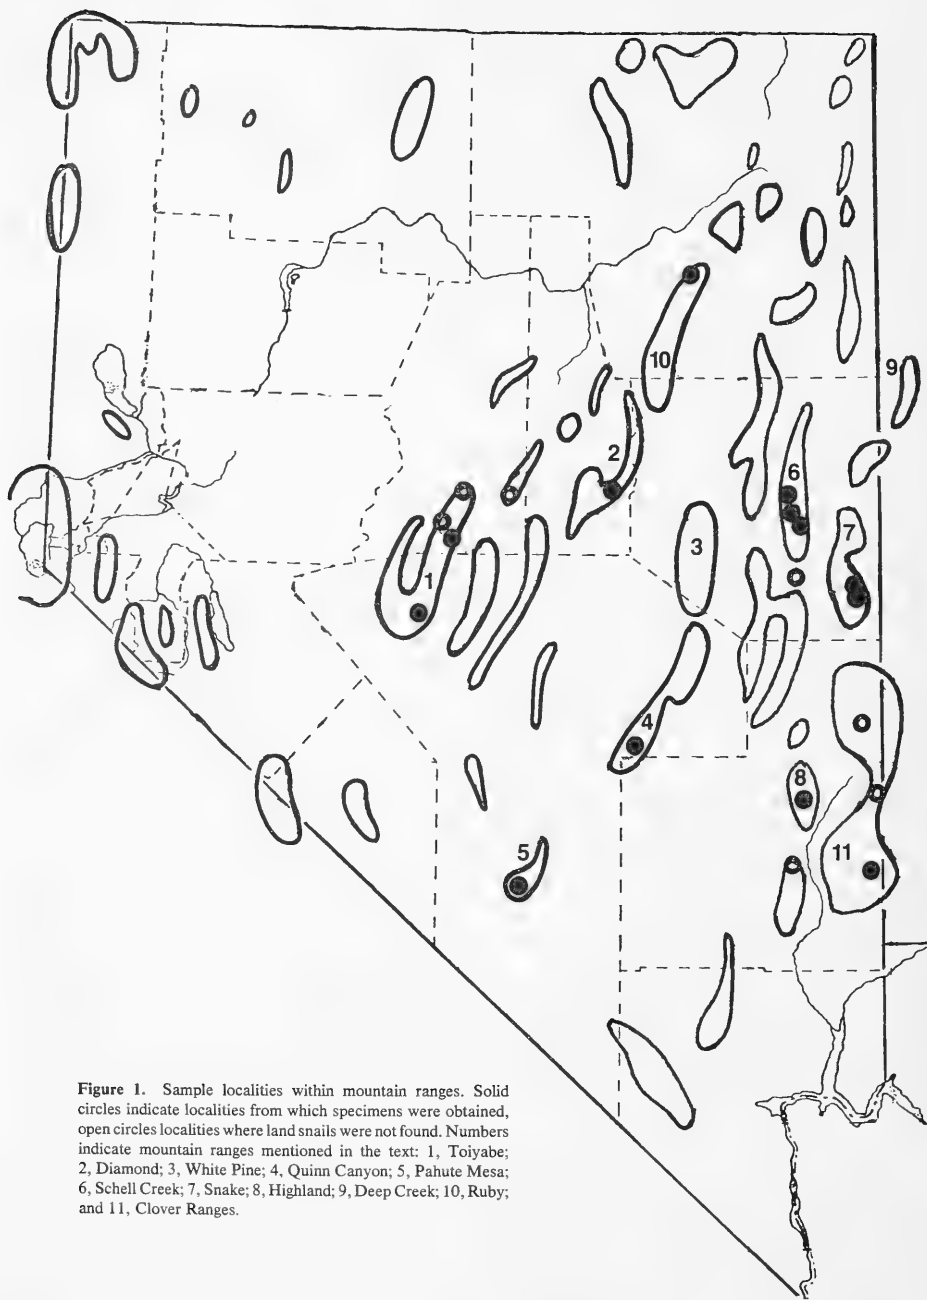 9
10
2
6
7
3
1
4
8
5
11
Figure 1. Sample localities within mountain ranges. Solid
circles indicate localities from which specimens were obtained,
open circles localities where land snails were not found. Numbers
indicate mountain ranges mentioned in the text: 1, Toiyabe;
2, Diamond; 3, White Pine; 4, Quinn Canyon; 5, Pahute Mesa;
6, Schell Creek; 7, Snake; 8, Highland; 9, Deep Creek; 10, Ruby;
and 11, Clover Ranges.